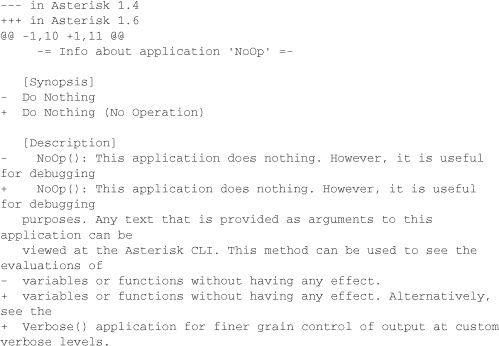 --- in Asterisk 1.4
+++ in Asterisk 1.6
@@ -1,10 +1,11 @@
-= Info about application 'NoOp' =-
[Synopsis]
- Do Nothing
+ Do Nothing (No Operation)
[Description]
- NoOp(): This applicatiion does nothing. However, it is useful
for debugging
+ NoOp(): This application does nothing. However, it is useful
for debugging
purposes. Any text that is provided as arguments to this
application can be
viewed at the Asterisk CLI. This method can be used to see the
evaluations of
- variables or functions without having any effect.
+ variables or functions without having any effect. Alternatively,
see the
+ Verbose() application for finer grain control of output at custom
verbose levels.